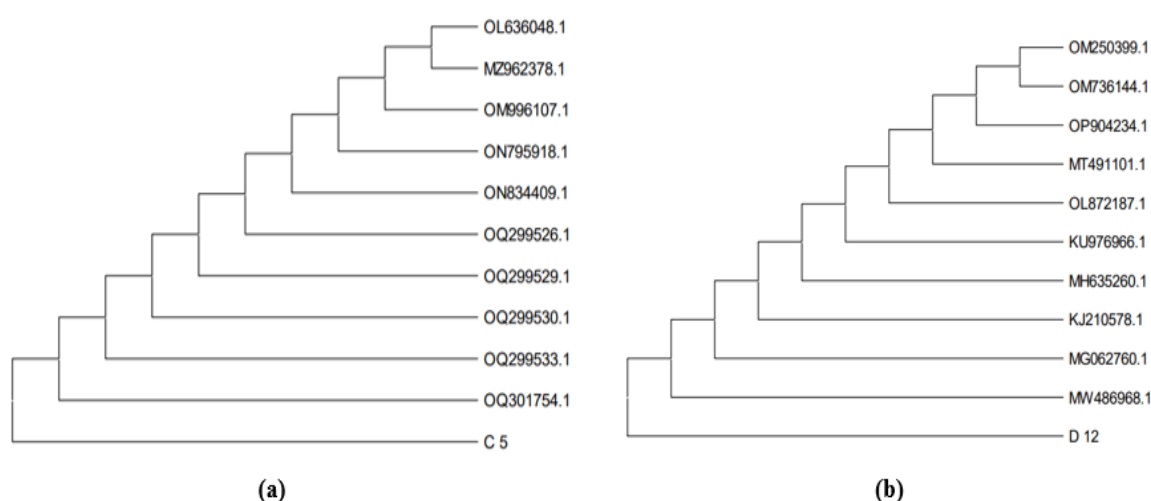 OL636048.1
MZ962378.1
OM996107.1
ON795918.1
ON834409.1
OQ299526.1
OQ299529.1
OQ299530.1
OQ299533.1
OQ301754.1
C 5
(a)
OM250399.1
OM736144.1
OP904234.1
MT491101.1
OL872187.1
KU976966.1
MH635260.1
KJ210578.1
MG062760.1
MW486968.1
D 12
(b)